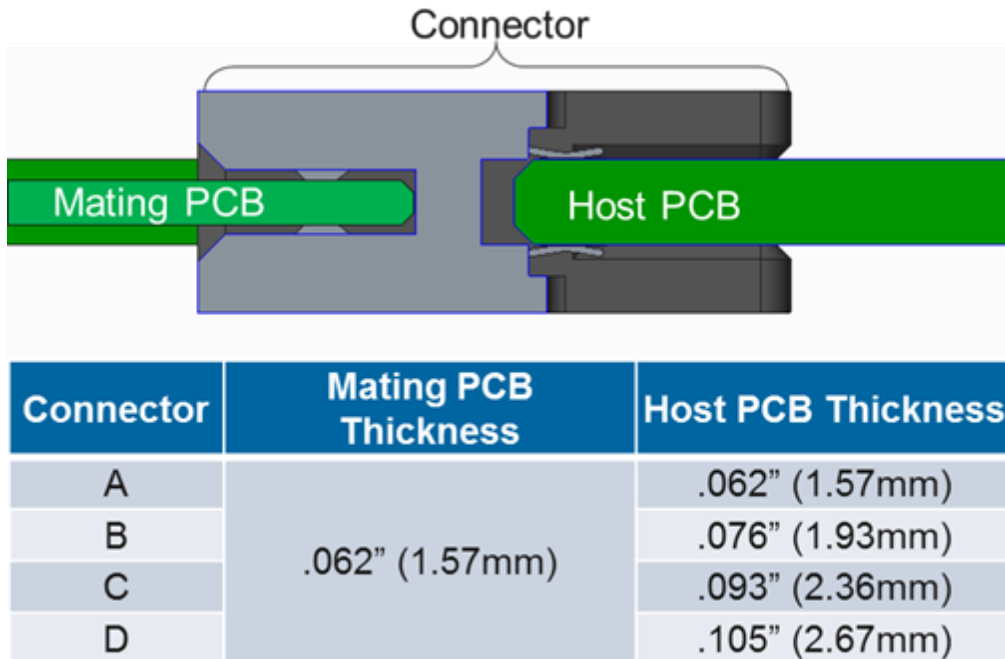 Connector
Mating PCB
Host PCB
Connector
Mating PCB
Thickness
Host PCB Thickness
A
.062” (1.57mm)
.062” (1.57mm)
B
.076” (1.93mm)
C
.093” (2.36mm)
D
.105” (2.67mm)